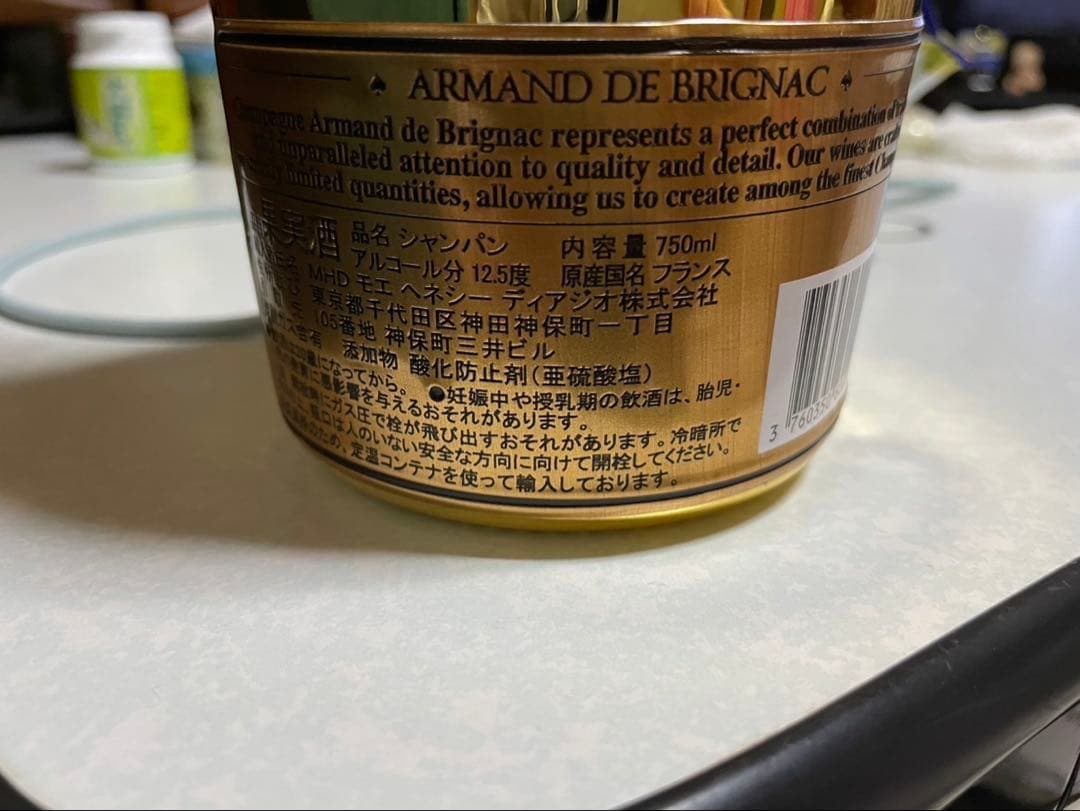 ♠ ARMAND DE BRIGNAC ♠
Champagne Armand de Brignac represents a perfect combination of
unparalleled attention to quality and detail. Our wines are
limited quantities, allowing us to create among the finest
果実酒 品名 シャンパン 内容量 750ml
アルコール分 12.5度 原産国名 フランス
MHD モエ ヘネシー ディアジオ株式会社
東京都千代田区神田神保町一丁目
105番地 神保町三井ビル
添加物 酸化防止剤(亜硫酸塩)
になってから。 ●妊娠中や授乳期の飲酒は、胎児・
に悪影響を与えるおそれがあります。
ガス圧で栓が飛び出すおそれがあります。冷暗所で
は人のいない安全な方向に向けて開栓してください。
のため、定温コンテナを使って輸入しております。